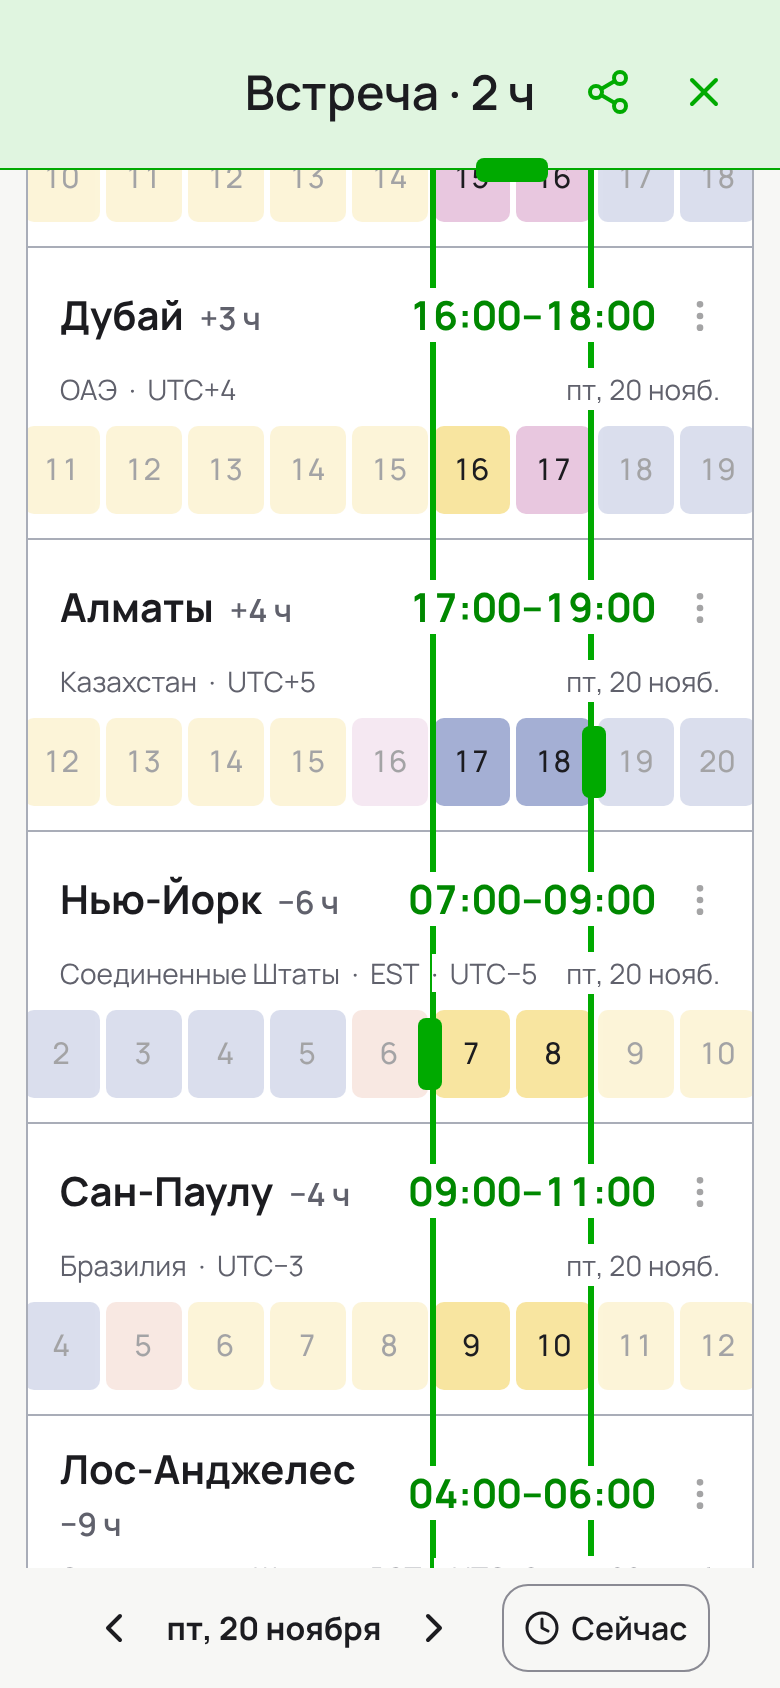 Встреча · 2 ч
10 11 12 13 14 15 16 17 18
Дубай +3 ч 16:00–18:00
ОАЭ · UTC+4 пт, 20 нояб.
11 12 13 14 15 16 17 18 19
Алматы +4 ч 17:00–19:00
Казахстан · UTC+5 пт, 20 нояб.
12 13 14 15 16 17 18 19 20
Нью-Йорк −6 ч 07:00–09:00
Соединенные Штаты · EST · UTC−5 пт, 20 нояб.
2 3 4 5 6 7 8 9 10
Сан-Паулу −4 ч 09:00–11:00
Бразилия · UTC−3 пт, 20 нояб.
4 5 6 7 8 9 10 11 12
Лос-Анджелес
−9 ч 04:00–06:00
пт, 20 ноября Сейчас